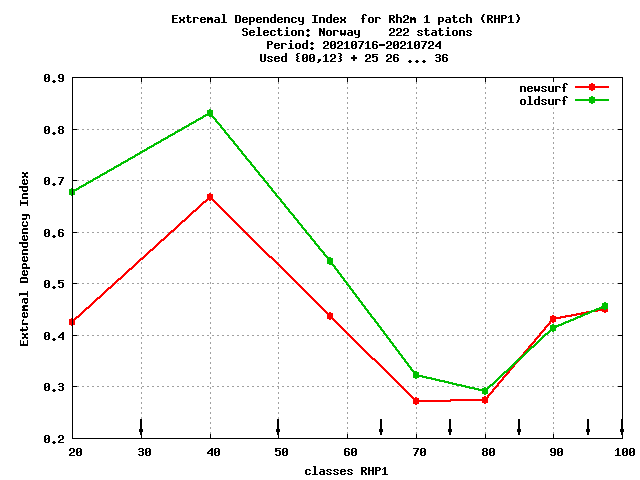 Extremal Dependency Index  for Rh2m 1 patch (RHP1)
Selection: Norway    222 stations
Period: 20210716-20210724
Used {00,12} + 25 26 ... 36
newsurf
oldsurf
0.9
0.8
0.7
0.6
0.5
0.4
0.3
0.2
Extremal Dependency Index
20 30 40 50 60 70 80 90 100
classes RHP1